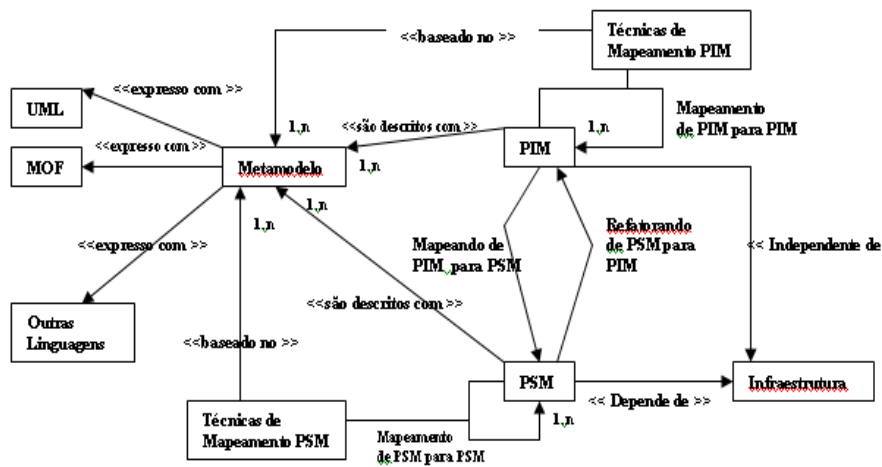 <<baseado no >>
Técnicas de
Mapeamento PIM
<<expresso com >>
UML
1,n
<<são descritos com>>
1,n
Mapeamento
de PIM para PIM
<<expresso com>>
MOF
Metamodelo
1,n
PIM
1,n
1,n
<<expresso com>>
Mapeando de
PIM para PSM
Refatorando
de PSM para
PIM
<< Independente de
<<são descritos com >>
Outras
Linguagens
<<baseado no >>
PSM
<< Depende de >>
Infraestrutura
1,n
Técnicas de
Mapeamento PSM
Mapeamento
de PSM para PSM